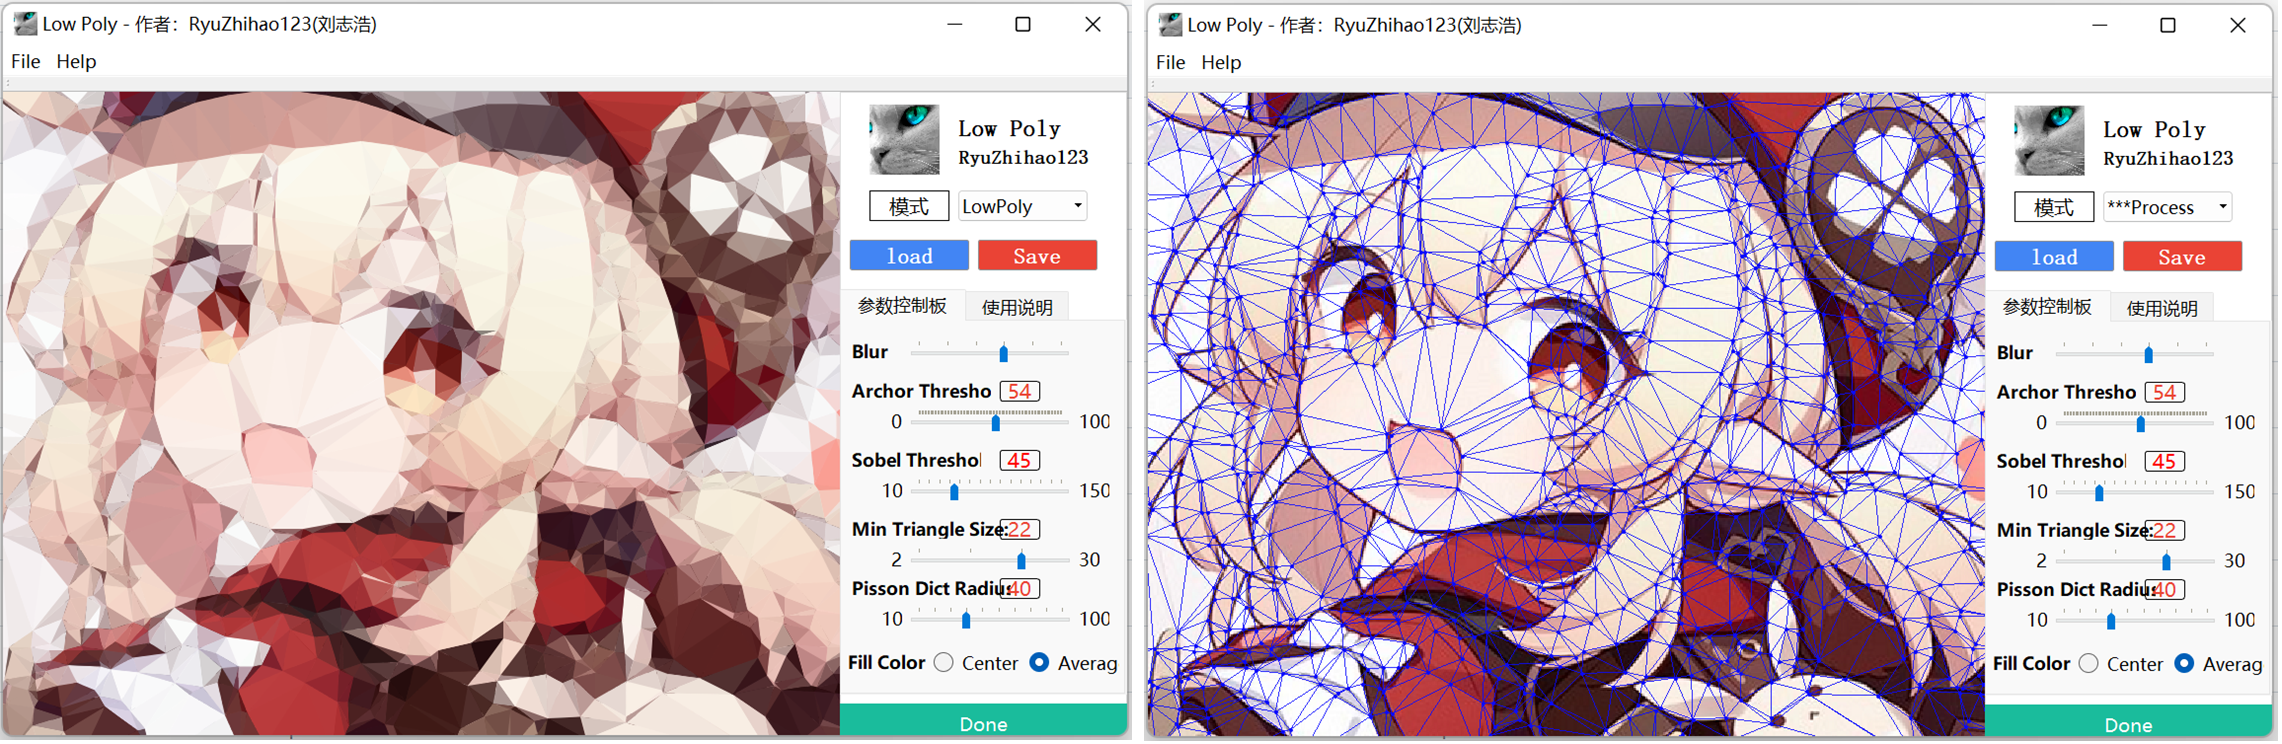 Low Poly - 作者：RyuZhihao123(刘志浩)
File Help
Low Poly
RyuZhihao123
模式 LowPoly
load Save
参数控制板 使用说明
Blur
Archor Thresho 54
0 100
Sobel Threshol 45
10 150
Min Triangle Size: 22
2 30
Pisson Dict Radius 40
10 100
Fill Color Center Averag
Done
Low Poly - 作者：RyuZhihao123(刘志浩)
File Help
Low Poly
RyuZhihao123
模式 ***Process
load Save
参数控制板 使用说明
Blur
Archor Thresho 54
0 100
Sobel Threshol 45
10 150
Min Triangle Size: 22
2 30
Pisson Dict Radius 40
10 100
Fill Color Center Averag
Done